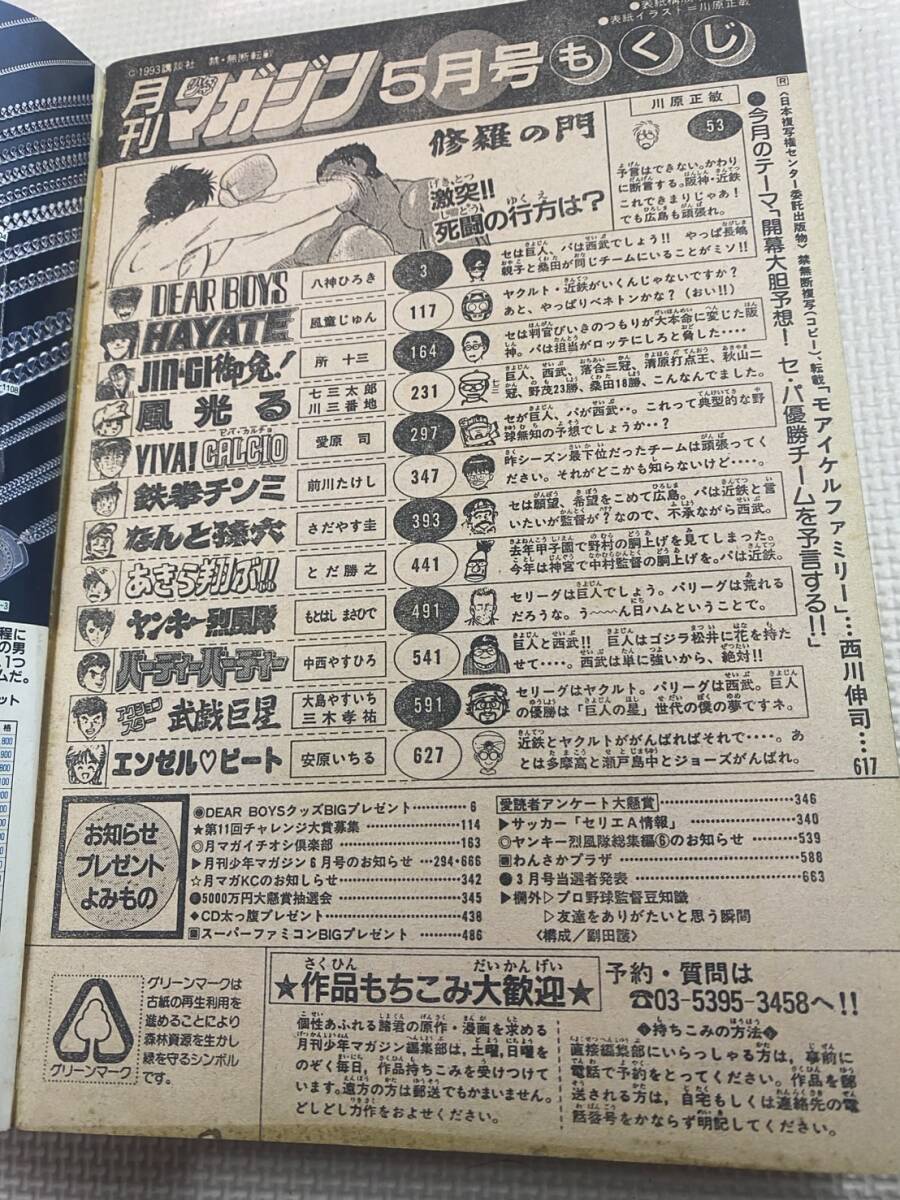 ©1993講談社 禁・無断転載
●表紙イラスト=川原正敏
月刊少年マガジン5月号もくじ
修羅の門
激突!!
死闘の行方は?
川原正敏
53
予言はできない。かわり
に断言する。阪神・近鉄
これできまりじゃあ!
でも広島も頑張れ。
●今月のテーマ「開幕大胆予想! セ・パ優勝チームを予言する!!」
Ⓡ〈日本複写権センター委託出版物〉禁無断複写(コピー)、転載
「モアイケルファミリー」…西川伸司…617
DEAR BOYS 八神ひろき 3
セは巨人、パは西武でしょう!! やっぱ長嶋
親子と桑田が同じチームにいることがミソ!!
HAYATE 風童じゅん 117
ヤクルト・近鉄がいくんじゃないですか?
あと、やっぱりベネトンかな?(おい!!)
JIN・GI御免! 所十三 164
セは判官びいきのつもりが大本命に変じた阪
神。パは担当がロッテにしろと脅した‥‥
風光る 七三太郎 川三番地 231
巨人、西武、落合三冠、清原打点王、秋山二
冠、野茂23勝、桑田18勝、こんなんでました。
VIVA! CALCIO ビバ・カルチョ 愛原司 297
セが巨人、パが西武‥。これって典型的な野
球無知の予想でしょうか‥?
鉄拳チンミ 前川たけし 347
昨シーズン最下位だったチームは頑張ってく
ださい。それがどこかも知らないけど‥‥。
なんと孫六 さだやす圭 393
セは願望、希望をこめて広島。パは近鉄と言
いたいが監督が?なので、不承ながら西武。
あきら翔ぶ!! とだ勝之 441
去年甲子園で野村の胴上げを見てしまった。
今年は神宮で中村監督の胴上げを。パは近鉄。
ヤンキー烈風隊 もとはしまさひで 491
セリーグは巨人でしょう。パリーグは荒れる
だろうな。う〜〜ん日ハムということで。
バーディーバーディー 中西やすひろ 541
巨人と西武!! 巨人はゴジラ松井に花を持た
せて‥‥。西武は単に強いから、絶対!!
アクションフロー 武戯巨星 大島やすいち 三木孝祐 591
セリーグはヤクルト。パリーグは西武。巨人
の優勝は「巨人の星」世代の僕の夢ですネ。
エンゼル♡ビート 安原いちる 627
近鉄とヤクルトががんばればそれで‥‥。あ
とは多摩高と瀬戸島中とジョーズがんばれ。
お知らせ
プレゼント
よみもの
◉DEAR BOYSグッズBIGプレゼント……6
★第11回チャレンジ大賞募集……114
◎月マガイチオシ倶楽部……163
▶月刊少年マガジン6月号のお知らせ…294・666
☆月マガKCのお知しらせ……342
●5000万円大懸賞抽選会……345
◆CD太っ腹プレゼント……438
▣スーパーファミコンBIGプレゼント……486
愛読者アンケート大懸賞……346
▶サッカー「セリエA情報」……340
◎ヤンキー烈風隊総集編⑥のお知らせ……539
▣わんさかプラザ……588
●3月号当選者発表……663
▶欄外▷プロ野球監督豆知識
▷友達をありがたいと思う瞬間
〈構成/副田護〉
グリーンマーク
グリーンマークは
古紙の再生利用を
進めることにより
森林資源を生かし
緑を守るシンボル
です。
★作品もちこみ大歓迎★
個性あふれる諸君の原作・漫画を求める
月刊少年マガジン編集部は、土曜、日曜を
のぞく毎日、作品持ちこみを受けつけて
います。遠方の方は郵送でもかまいません。
どしどし力作をおよせください。
予約・質問は
☎03-5395-3458へ!!
◆持ちこみの方法◆
直接編集部にいらっしゃる方は、事前に
電話で予約をとってください。作品を郵
送される方は、自宅もしくは連絡先の電
話番号をかならず明記してください。